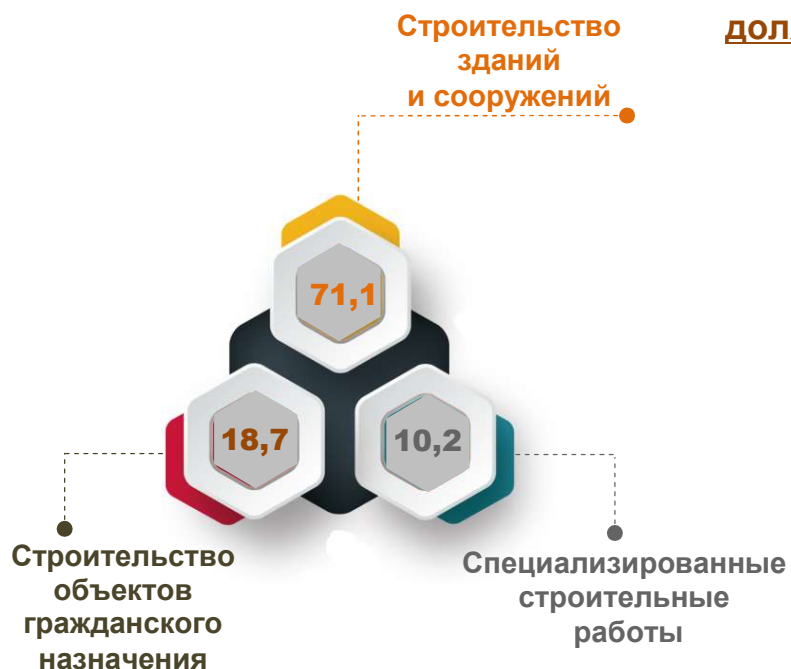 Строительство
зданий
и сооружений
71,1
18,7
10,2
Строительство
объектов
гражданского
назначения
Специализированные
строительные
работы